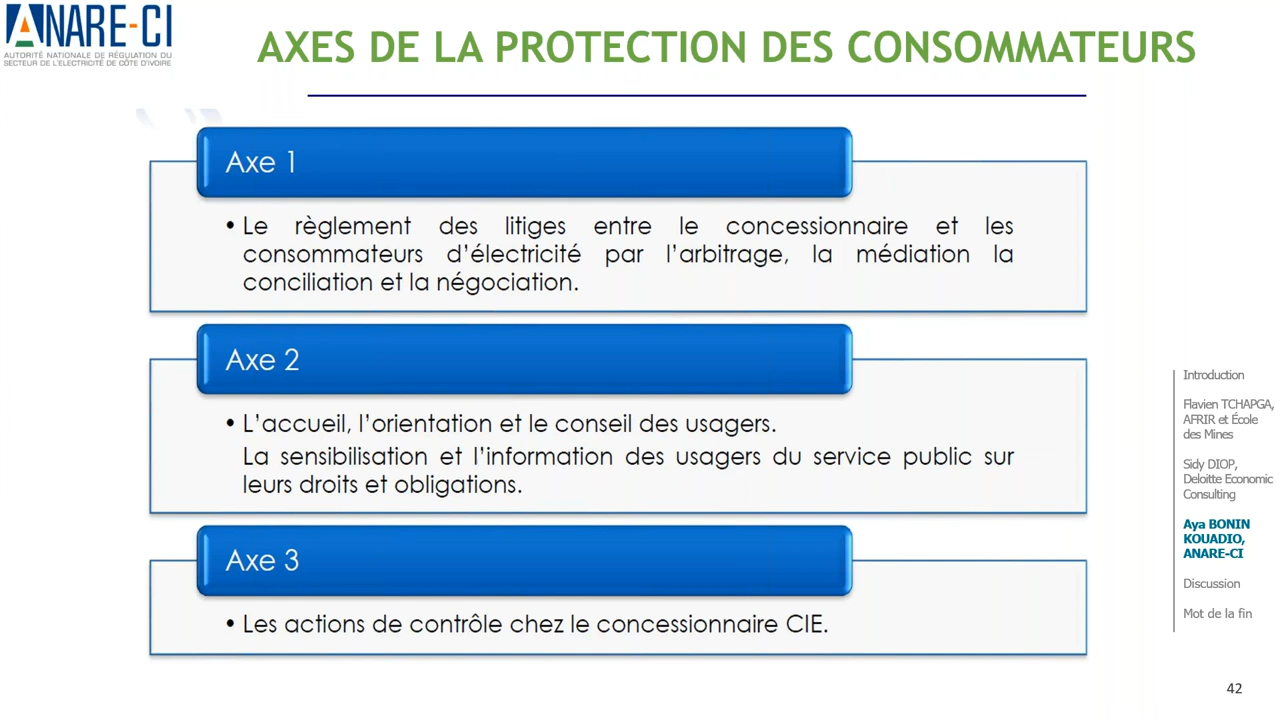 ANARE-CI
AUTORITÉ NATIONALE DE RÉGULATION DU
SECTEUR DE L'ELECTRICITÉ DE CÔTE D'IVOIRE
AXES DE LA PROTECTION DES CONSOMMATEURS
Axe 1
• Le règlement des litiges entre le concessionnaire et les
consommateurs d'électricité par l'arbitrage, la médiation la
conciliation et la négociation.
Axe 2
• L'accueil, l'orientation et le conseil des usagers.
La sensibilisation et l'information des usagers du service public sur
leurs droits et obligations.
Axe 3
• Les actions de contrôle chez le concessionnaire CIE.
Introduction
Flavien TCHAPGA,
AFRIR et École
des Mines
Sidy DIOP,
Deloitte Economic
Consulting
Aya BONIN
KOUADIO,
ANARE-CI
Discussion
Mot de la fin
42